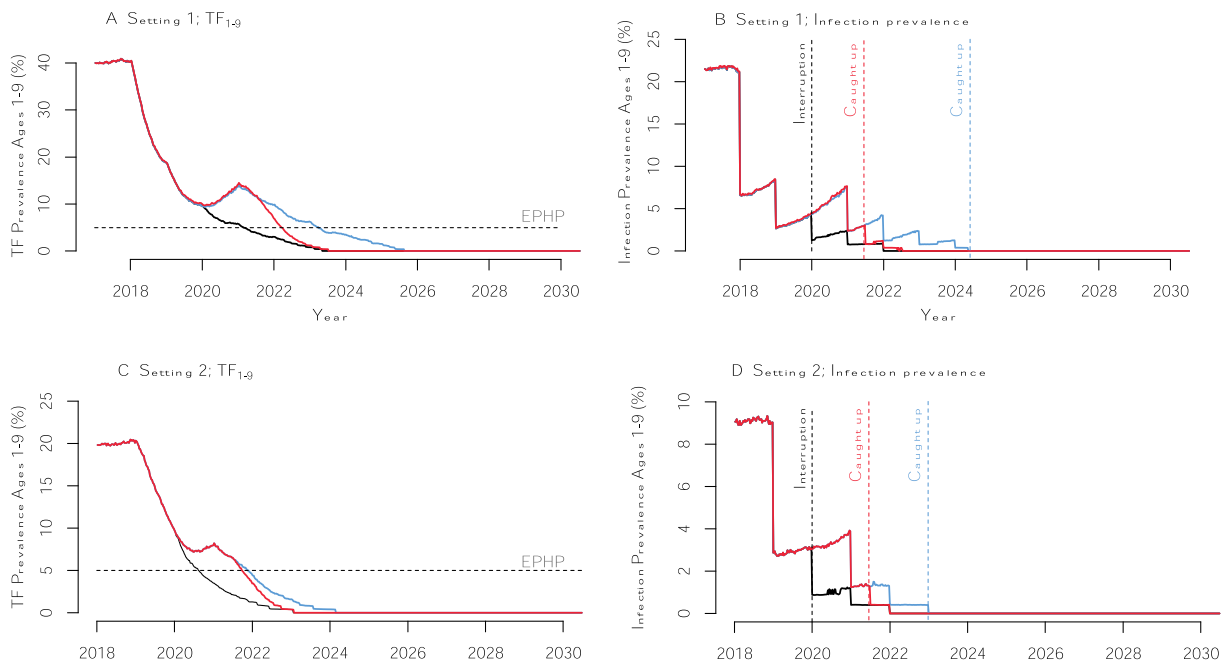 A Setting 1; TF1-9
TF Prevalence Ages 1-9 (%)
40
30
20
10
0
EPHP
2018 2020 2022 2024 2026 2028 2030
Year
B Setting 1; Infection prevalence
Infection Prevalence Ages 1-9 (%)
25
20
15
10
5
0
Interruption
Caught up
Caught up
2018 2020 2022 2024 2026 2028 2030
Year
C Setting 2; TF1-9
TF Prevalence Ages 1-9 (%)
25
20
15
10
5
0
EPHP
2018 2020 2022 2024 2026 2028 2030
D Setting 2; Infection prevalence
Infection Prevalence Ages 1-9 (%)
10
8
6
4
2
0
Interruption
Caught up
Caught up
2018 2020 2022 2024 2026 2028 2030